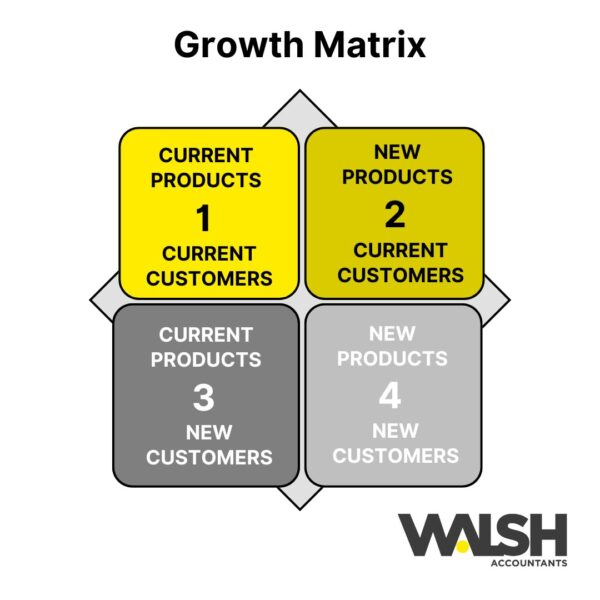 Growth Matrix
CURRENT
PRODUCTS
1
CURRENT
CUSTOMERS
NEW
PRODUCTS
2
CURRENT
CUSTOMERS
CURRENT
PRODUCTS
3
NEW
CUSTOMERS
NEW
PRODUCTS
4
NEW
CUSTOMERS
WALSH
ACCOUNTANTS